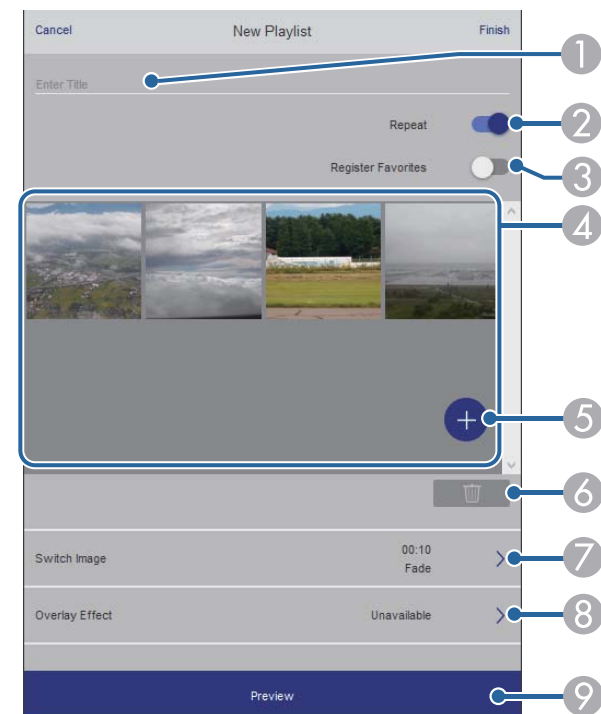 Cancel New Playlist Finish
1
Enter Title
Repeat 2
Register Favorites 3
4
+ 5
6
Switch Image 00:10 7
Fade
Overlay Effect Unavailable 8
Preview 9